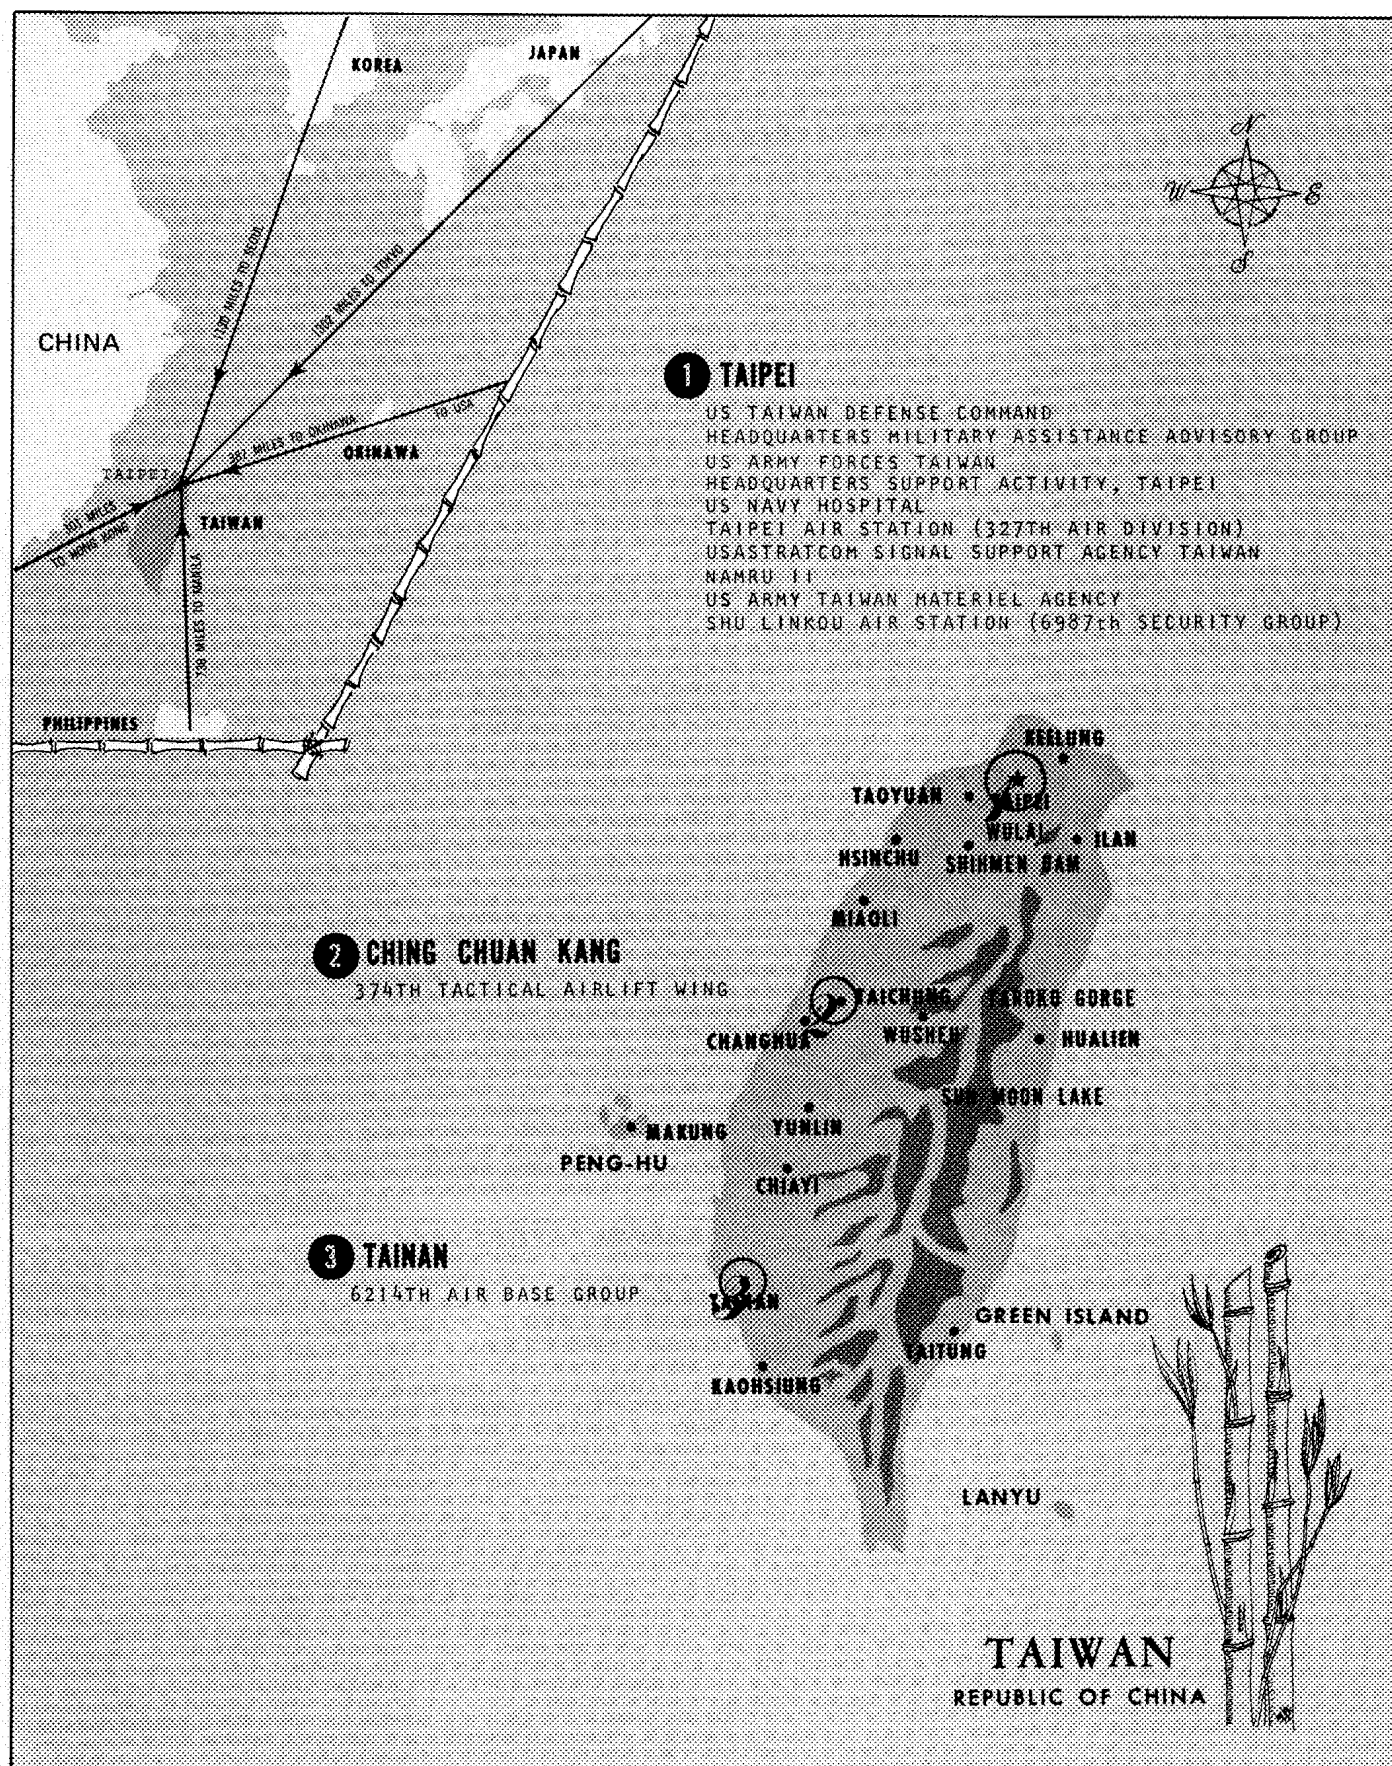 KOREA
JAPAN
N
W E
S
1130 MILES TO SEOUL
1302 MILES TO TOKYO
CHINA
387 MILES TO OKINAWA
TO USA
OKINAWA
TAIPEI
TAIWAN
MILES
TO HONG KONG
MILES TO MANILA
PHILIPPINES
1 TAIPEI
US TAIWAN DEFENSE COMMAND
HEADQUARTERS MILITARY ASSISTANCE ADVISORY GROUP
US ARMY FORCES TAIWAN
HEADQUARTERS SUPPORT ACTIVITY, TAIPEI
US NAVY HOSPITAL
TAIPEI AIR STATION (327TH AIR DIVISION)
USASTRATCOM SIGNAL SUPPORT AGENCY TAIWAN
NAMRU II
US ARMY TAIWAN MATERIEL AGENCY
SHU LINKOU AIR STATION (6987th SECURITY GROUP)
KEELUNG
TAOYUAN
TAIPEI
WULAI
ILAN
HSINCHU
SHIHMEN DAM
MIAOLI
2 CHING CHUAN KANG
374TH TACTICAL AIRLIFT WING
TAICHUNG
TAROKO GORGE
CHANGHUA
WUSHEH
HUALIEN
SUN MOON LAKE
MAKUNG
YUNLIN
PENG-HU
CHIAYI
3 TAINAN
6214TH AIR BASE GROUP
TAINAN
GREEN ISLAND
TAITUNG
KAOHSIUNG
LANYU
TAIWAN
REPUBLIC OF CHINA